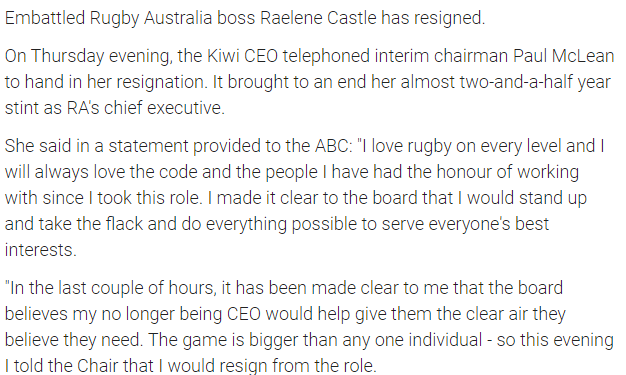 Embattled Rugby Australia boss Raelene Castle has resigned.
On Thursday evening, the Kiwi CEO telephoned interim chairman Paul McLean
to hand in her resignation. It brought to an end her almost two-and-a-half year
stint as RA's chief executive.
She said in a statement provided to the ABC: "I love rugby on every level and I
will always love the code and the people I have had the honour of working
with since I took this role. I made it clear to the board that I would stand up
and take the flack and do everything possible to serve everyone's best
interests.
"In the last couple of hours, it has been made clear to me that the board
believes my no longer being CEO would help give them the clear air they
believe they need. The game is bigger than any one individual - so this evening
I told the Chair that I would resign from the role.